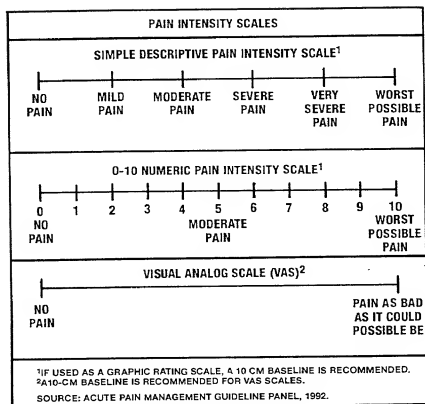 PAIN INTENSITY SCALES
SIMPLE DESCRIPTIVE PAIN INTENSITY SCALE¹
NO PAIN
MILD PAIN
MODERATE PAIN
SEVERE PAIN
VERY SEVERE PAIN
WORST POSSIBLE PAIN
0-10 NUMERIC PAIN INTENSITY SCALE¹
0 1 2 3 4 5 6 7 8 9 10
NO PAIN
MODERATE PAIN
WORST POSSIBLE PAIN
VISUAL ANALOG SCALE (VAS)²
NO PAIN
PAIN AS BAD AS IT COULD POSSIBLE BE
¹IF USED AS A GRAPHIC RATING SCALE, A 10 CM BASELINE IS RECOMMENDED.
²A10-CM BASELINE IS RECOMMENDED FOR VAS SCALES.
SOURCE: ACUTE PAIN MANAGEMENT GUIDELINE PANEL, 1992.